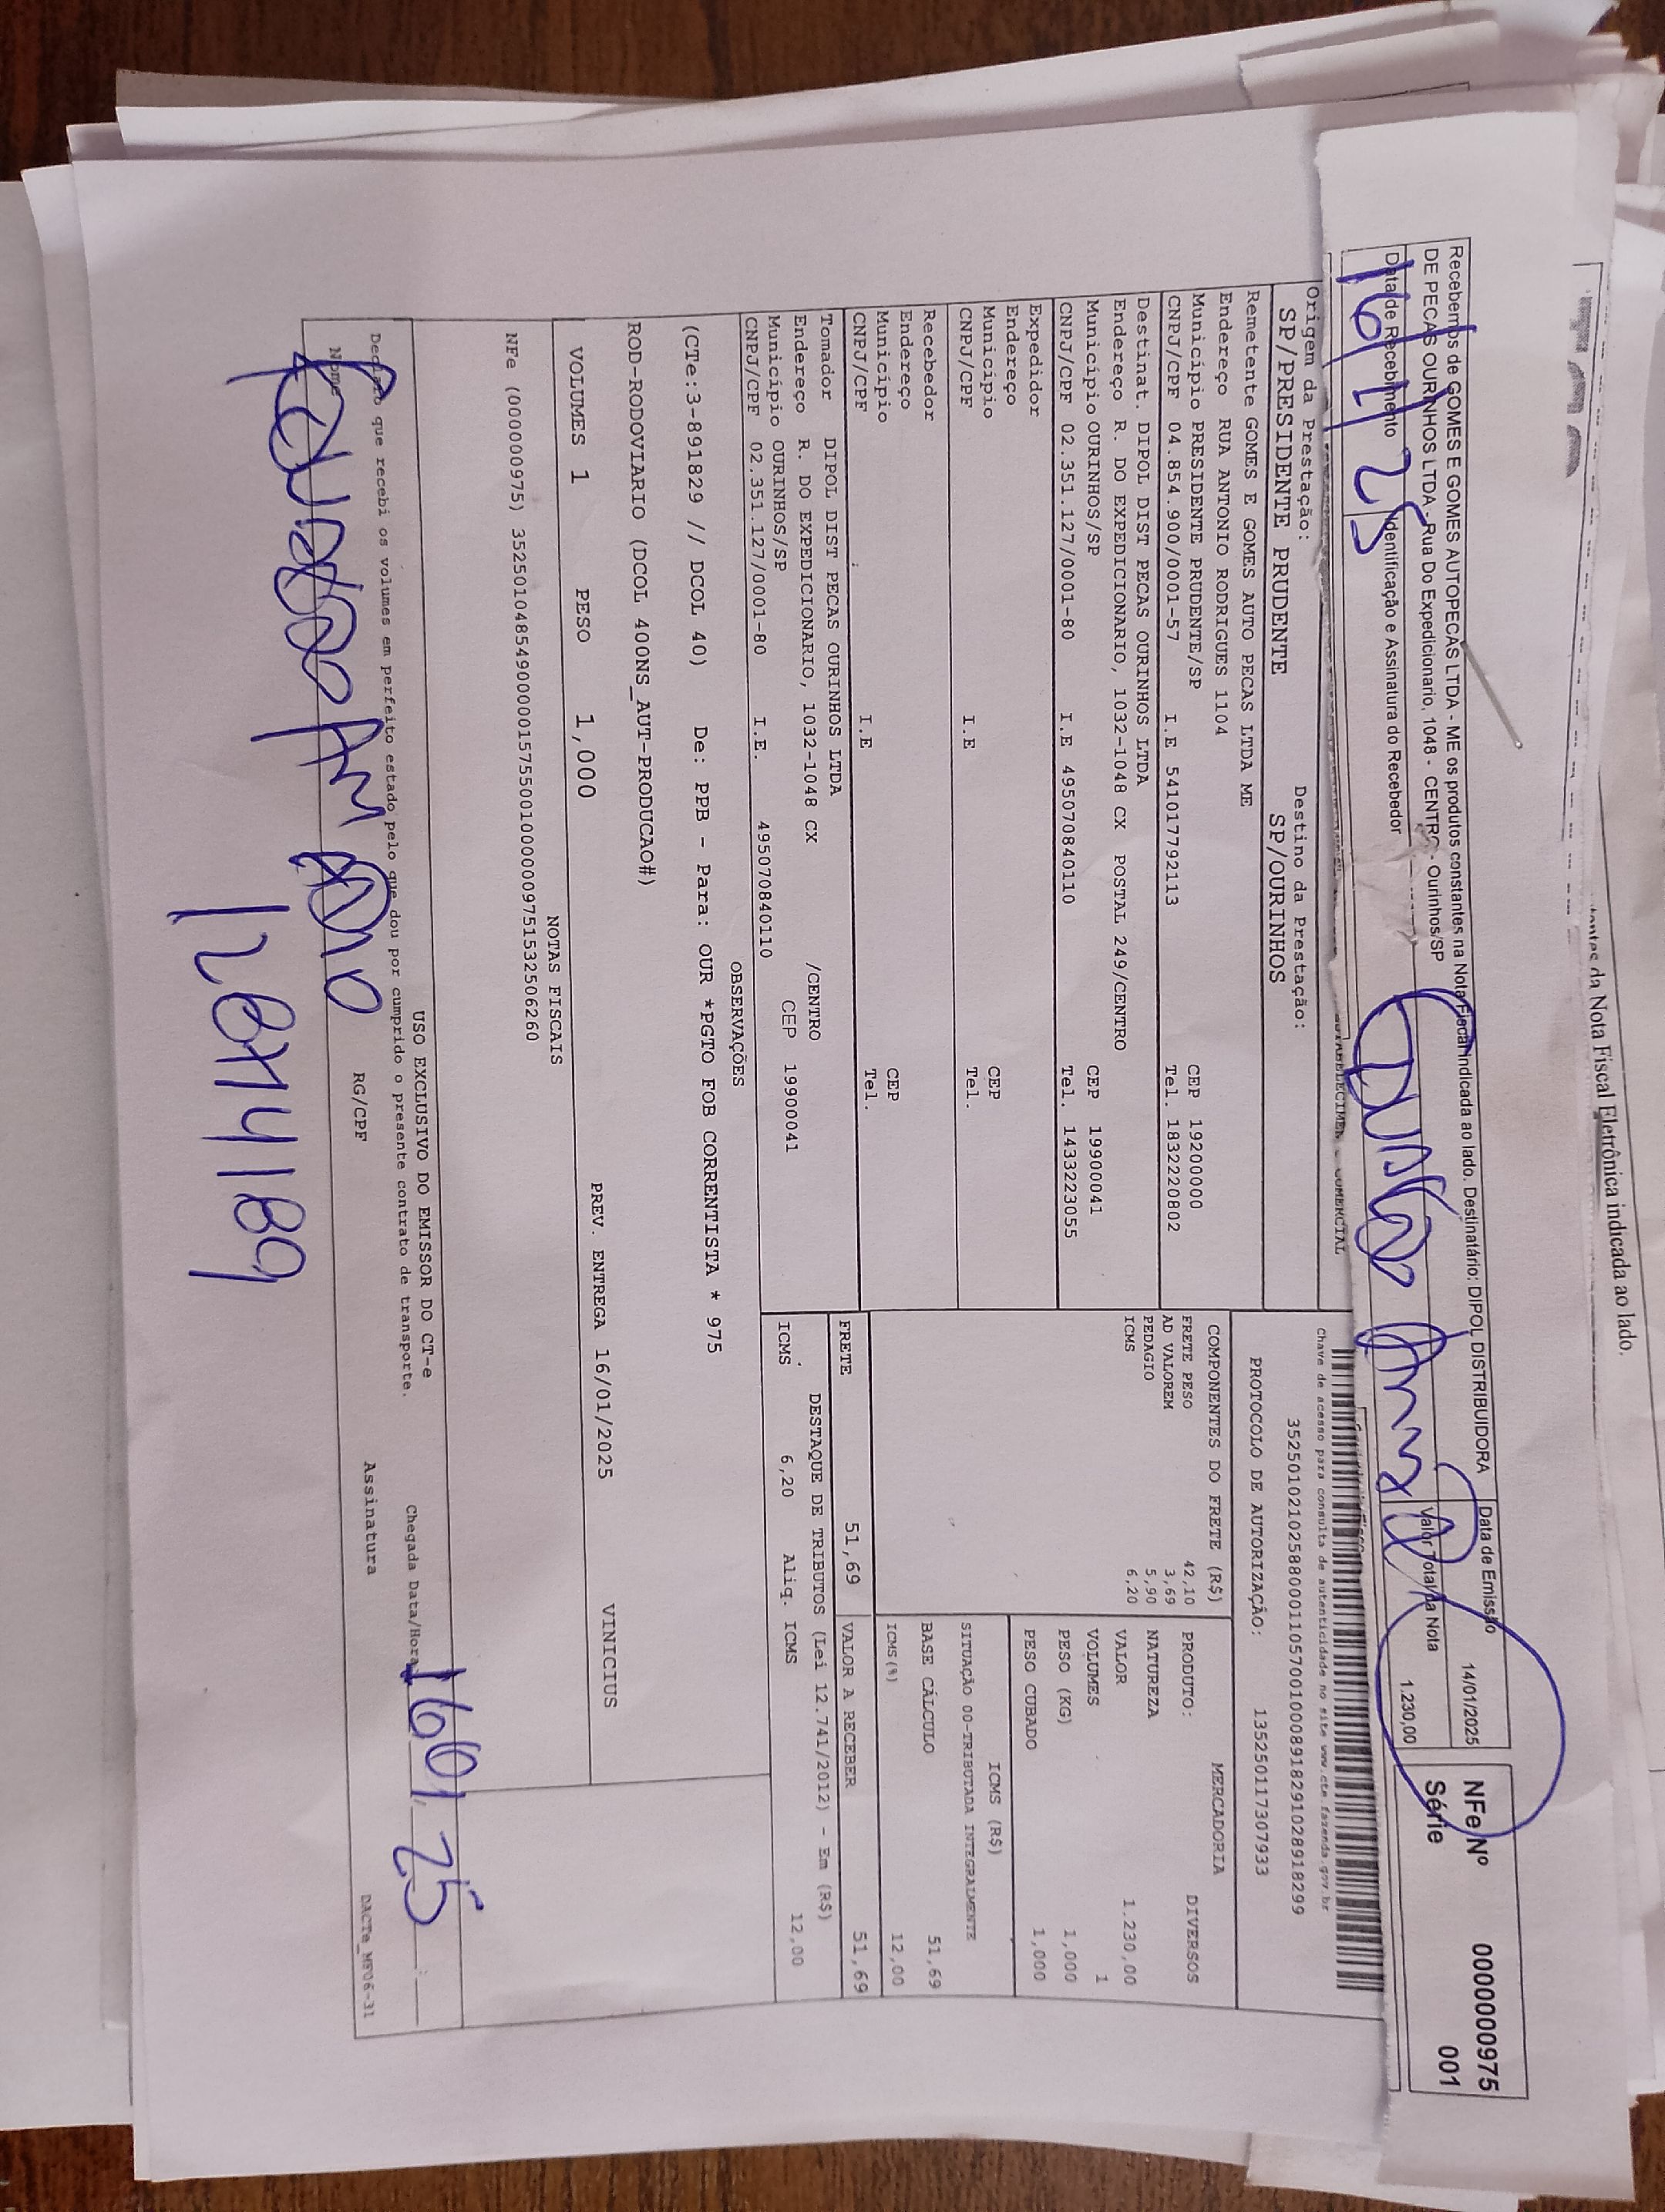 tantes da Nota Fiscal Eletrônica indicada ao lado.
Recebemos de GOMES E GOMES AUTOPECAS LTDA - ME os produtos constantes na Nota Fiscal indicada ao lado. Destinatário: DIPOL DISTRIBUIDORA
DE PECAS OURINHOS LTDA - Rua Do Expedicionario, 1048 - CENTRO - Ourinhos/SP
Data de Emissão
14/01/2025
Valor Total da Nota
1.230,00
NFe Nº 0000000975
Série 001
Data de Recebimento
16/1/25
Identificação e Assinatura do Recebedor
Chave de acesso para consulta de autenticidade no site www.cte.fazenda.gov.br
35250102102588000110570010008918291028918299
PROTOCOLO DE AUTORIZAÇÃO: 135250117307933
Origem da Prestação: Destino da Prestação:
SP/PRESIDENTE PRUDENTE SP/OURINHOS
Remetente GOMES E GOMES AUTO PECAS LTDA ME
Endereço RUA ANTONIO RODRIGUES 1104
Município PRESIDENTE PRUDENTE/SP CEP 19200000
CNPJ/CPF 04.854.900/0001-57 I.E 541017792113 Tel. 1832220802
Destinat. DIPOL DIST PECAS OURINHOS LTDA
Endereço R. DO EXPEDICIONARIO, 1032-1048 CX POSTAL 249/CENTRO
Município OURINHOS/SP CEP 19900041
CNPJ/CPF 02.351.127/0001-80 I.E 495070840110 Tel. 1433223055
Expedidor
Endereço
Município CEP
CNPJ/CPF I.E Tel.
Recebedor
Endereço
Município CEP
CNPJ/CPF I.E Tel.
Tomador DIPOL DIST PECAS OURINHOS LTDA
Endereço R. DO EXPEDICIONARIO, 1032-1048 CX /CENTRO
Município OURINHOS/SP CEP 19900041
CNPJ/CPF 02.351.127/0001-80 I.E. 495070840110
COMPONENTES DO FRETE (R$)
FRETE PESO 42,10
AD VALOREM 3,69
PEDAGIO 5,90
ICMS 6,20
MERCADORIA
PRODUTO: DIVERSOS
NATUREZA
VALOR 1.230,00
VOLUMES 1
PESO (KG) 1,000
PESO CUBADO 1,000
ICMS (R$)
SITUAÇÃO 00-TRIBUTADA INTEGRALMENTE
BASE CÁLCULO 51,69
ICMS(%) 12,00
FRETE 51,69 VALOR A RECEBER 51,69
DESTAQUE DE TRIBUTOS (Lei 12.741/2012) - Em (R$)
ICMS 6,20 Aliq. ICMS 12,00
OBSERVAÇÕES
(CTe:3-891829 // DCOL 40) De: PPB - Para: OUR *PGTO FOB CORRENTISTA * 975
ROD-RODOVIARIO (DCOL 400NS_AUT-PRODUCAO#)
VOLUMES 1 PESO 1,000 PREV. ENTREGA 16/01/2025 VINICIUS
NOTAS FISCAIS
NFe (000000975) 35250104854900000157550010000009751532506260
USO EXCLUSIVO DO EMISSOR DO CT-e
Declaro que recebi os volumes em perfeito estado pelo que dou por cumprido o presente contrato de transporte.
Chegada Data/Hora 16 01 25
Nome RG/CPF Assinatura
DACTe_MF06-31